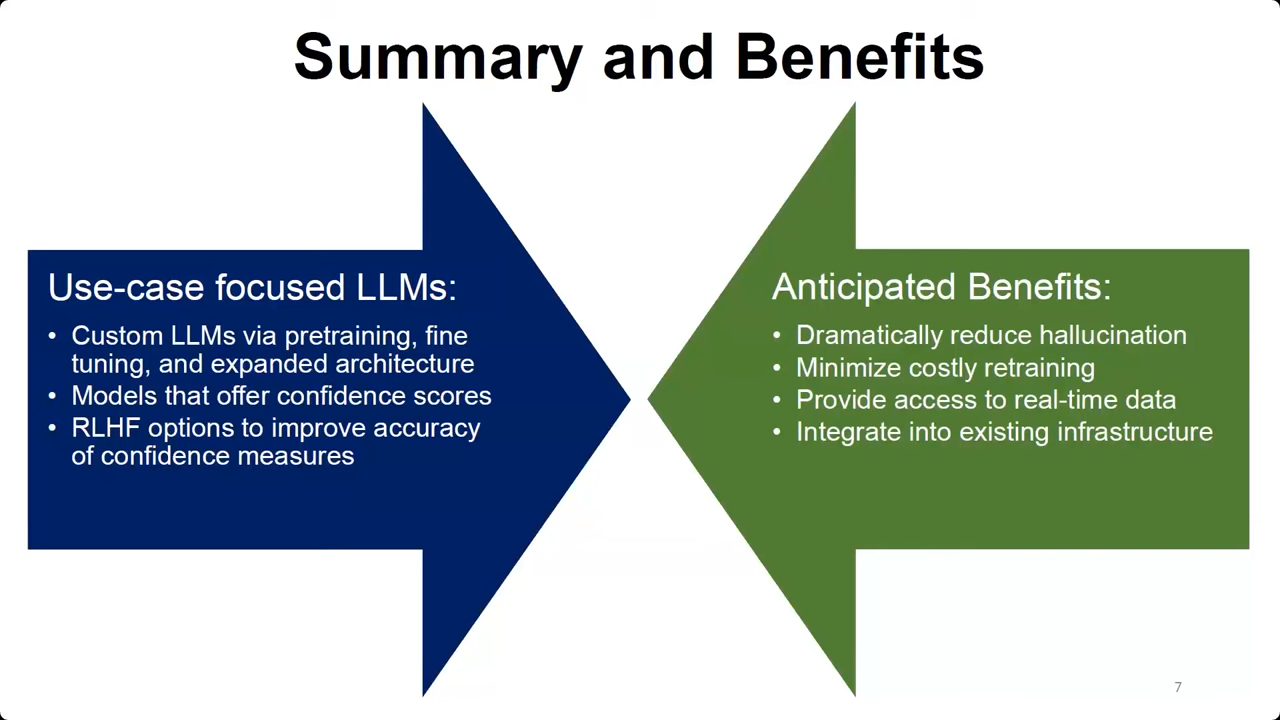 Summary and Benefits
Use-case focused LLMs:
• Custom LLMs via pretraining, fine
tuning, and expanded architecture
• Models that offer confidence scores
• RLHF options to improve accuracy
of confidence measures
Anticipated Benefits:
• Dramatically reduce hallucination
• Minimize costly retraining
• Provide access to real-time data
• Integrate into existing infrastructure
7